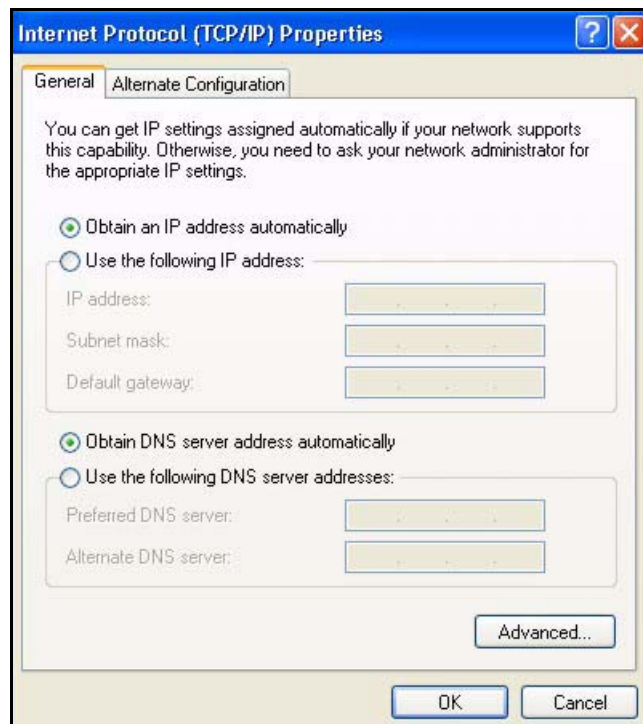 Internet Protocol (TCP/IP) Properties
General
Alternate Configuration
You can get IP settings assigned automatically if your network supports
this capability. Otherwise, you need to ask your network administrator for
the appropriate IP settings.
Obtain an IP address automatically
Use the following IP address:
IP address:
Subnet mask:
Default gateway:
Obtain DNS server address automatically
Use the following DNS server addresses:
Preferred DNS server:
Alternate DNS server:
Advanced...
OK
Cancel